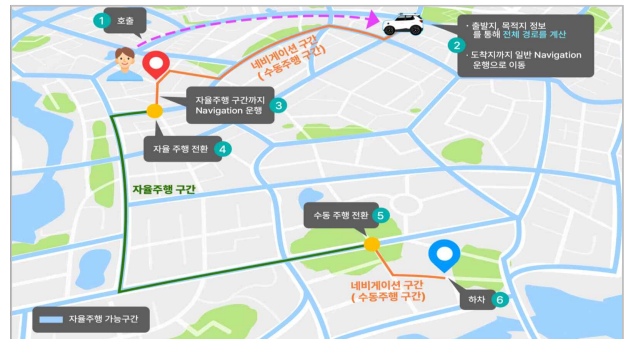 1 호출
2 · 출발지, 목적지 정보
를 통해 전체 경로를 계산
· 도착지까지 일반 Navigation
운행으로 이동
네비게이션 구간
( 수동주행 구간)
자율주행 구간까지
Navigation 운행 3
자율 주행 전환 4
자율주행 구간
수동 주행 전환 5
네비게이션 구간
( 수동주행 구간)
하차 6
자율주행 가능구간